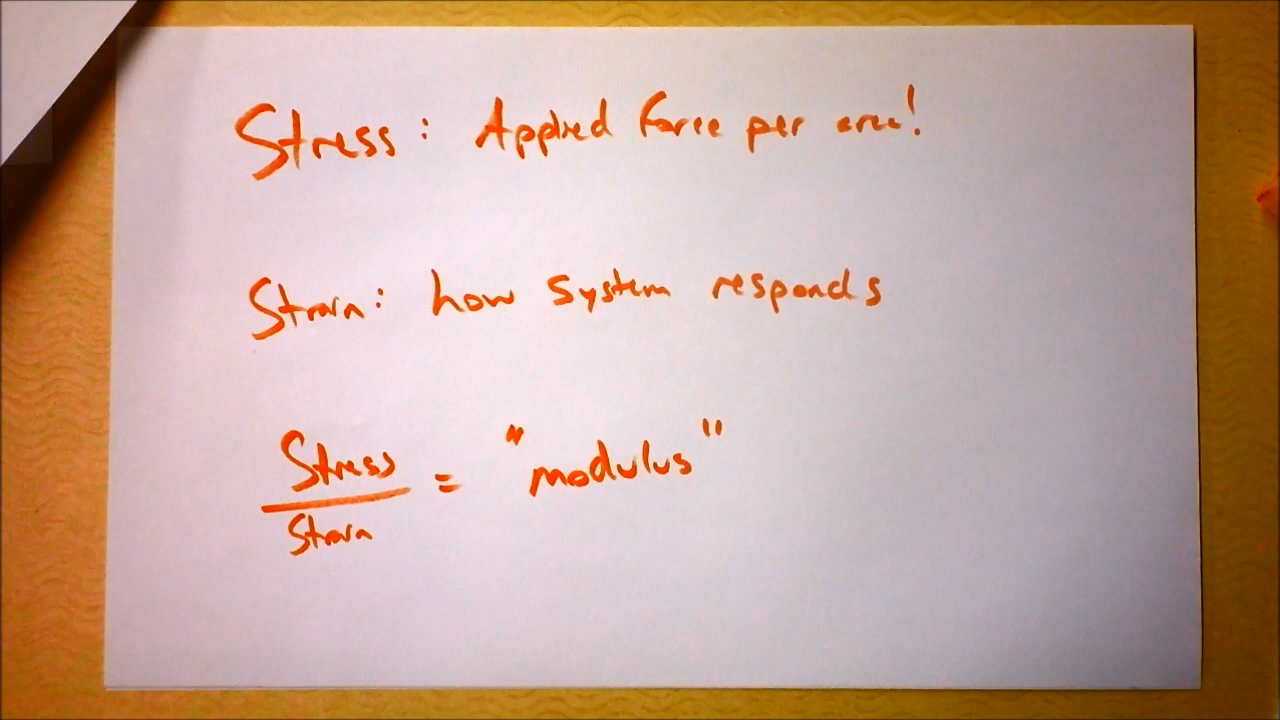 Stress: Applied force per area!
Strain: how system responds
Stress
Strain = "modulus"